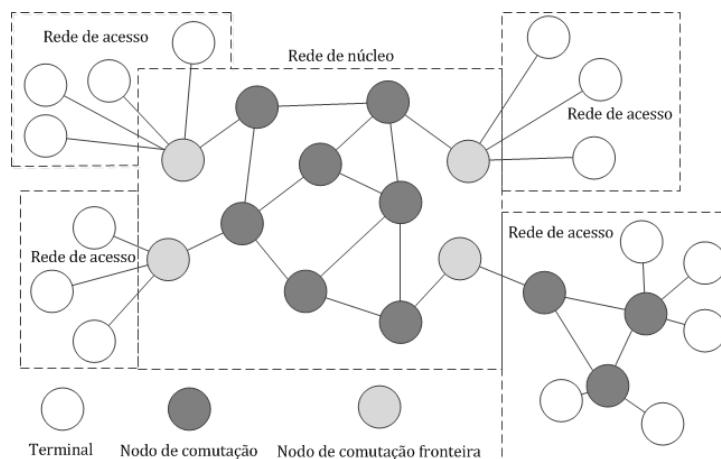 Rede de acesso
Rede de núcleo
Rede de acesso
Rede de acesso
Rede de acesso
Terminal
Nodo de comutação
Nodo de comutação fronteira